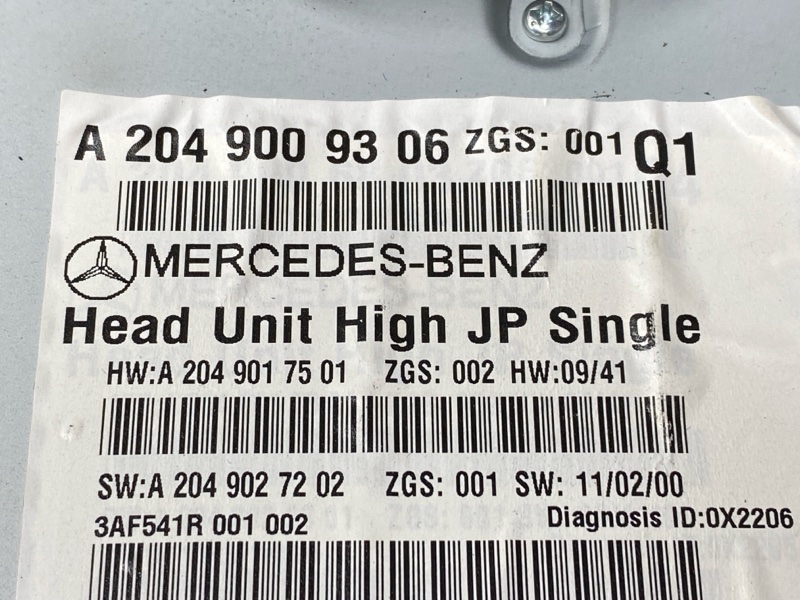 A 204 900 93 06 ZGS: 001 Q1
MERCEDES-BENZ
Head Unit High JP Single
HW:A 204 901 75 01 ZGS: 002 HW:09/41
SW:A 204 902 72 02 ZGS: 001 SW: 11/02/00
3AF541R 001 002 Diagnosis ID:0X2206